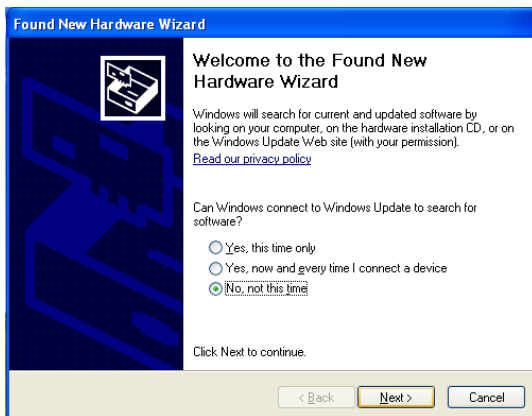 Found New Hardware Wizard
Welcome to the Found New
Hardware Wizard
Windows will search for current and updated software by
looking on your computer, on the hardware installation CD, or on
the Windows Update Web site (with your permission).
Read our privacy policy
Can Windows connect to Windows Update to search for
software?
Yes, this time only
Yes, now and every time I connect a device
No, not this time
Click Next to continue.
< Back
Next >
Cancel